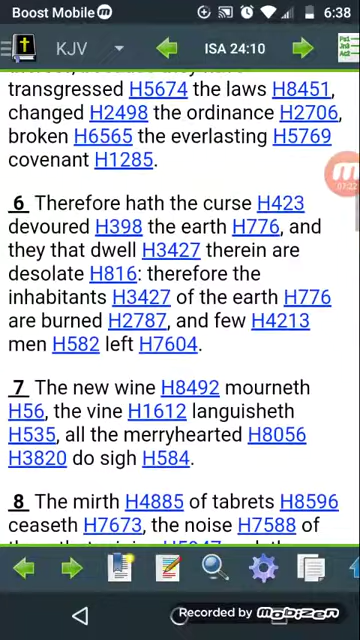 Boost Mobile 6:38
KJV ISA 24:10
transgressed H5674 the laws H8451,
changed H2498 the ordinance H2706,
broken H6565 the everlasting H5769
covenant H1285.
6 Therefore hath the curse H423
devoured H398 the earth H776, and
they that dwell H3427 therein are
desolate H816: therefore the
inhabitants H3427 of the earth H776
are burned H2787, and few H4213
men H582 left H7604.
7 The new wine H8492 mourneth
H56, the vine H1612 languisheth
H535, all the merryhearted H8056
H3820 do sigh H584.
8 The mirth H4885 of tabrets H8596
ceaseth H7673, the noise H7588 of
07:22
Recorded by mobizen